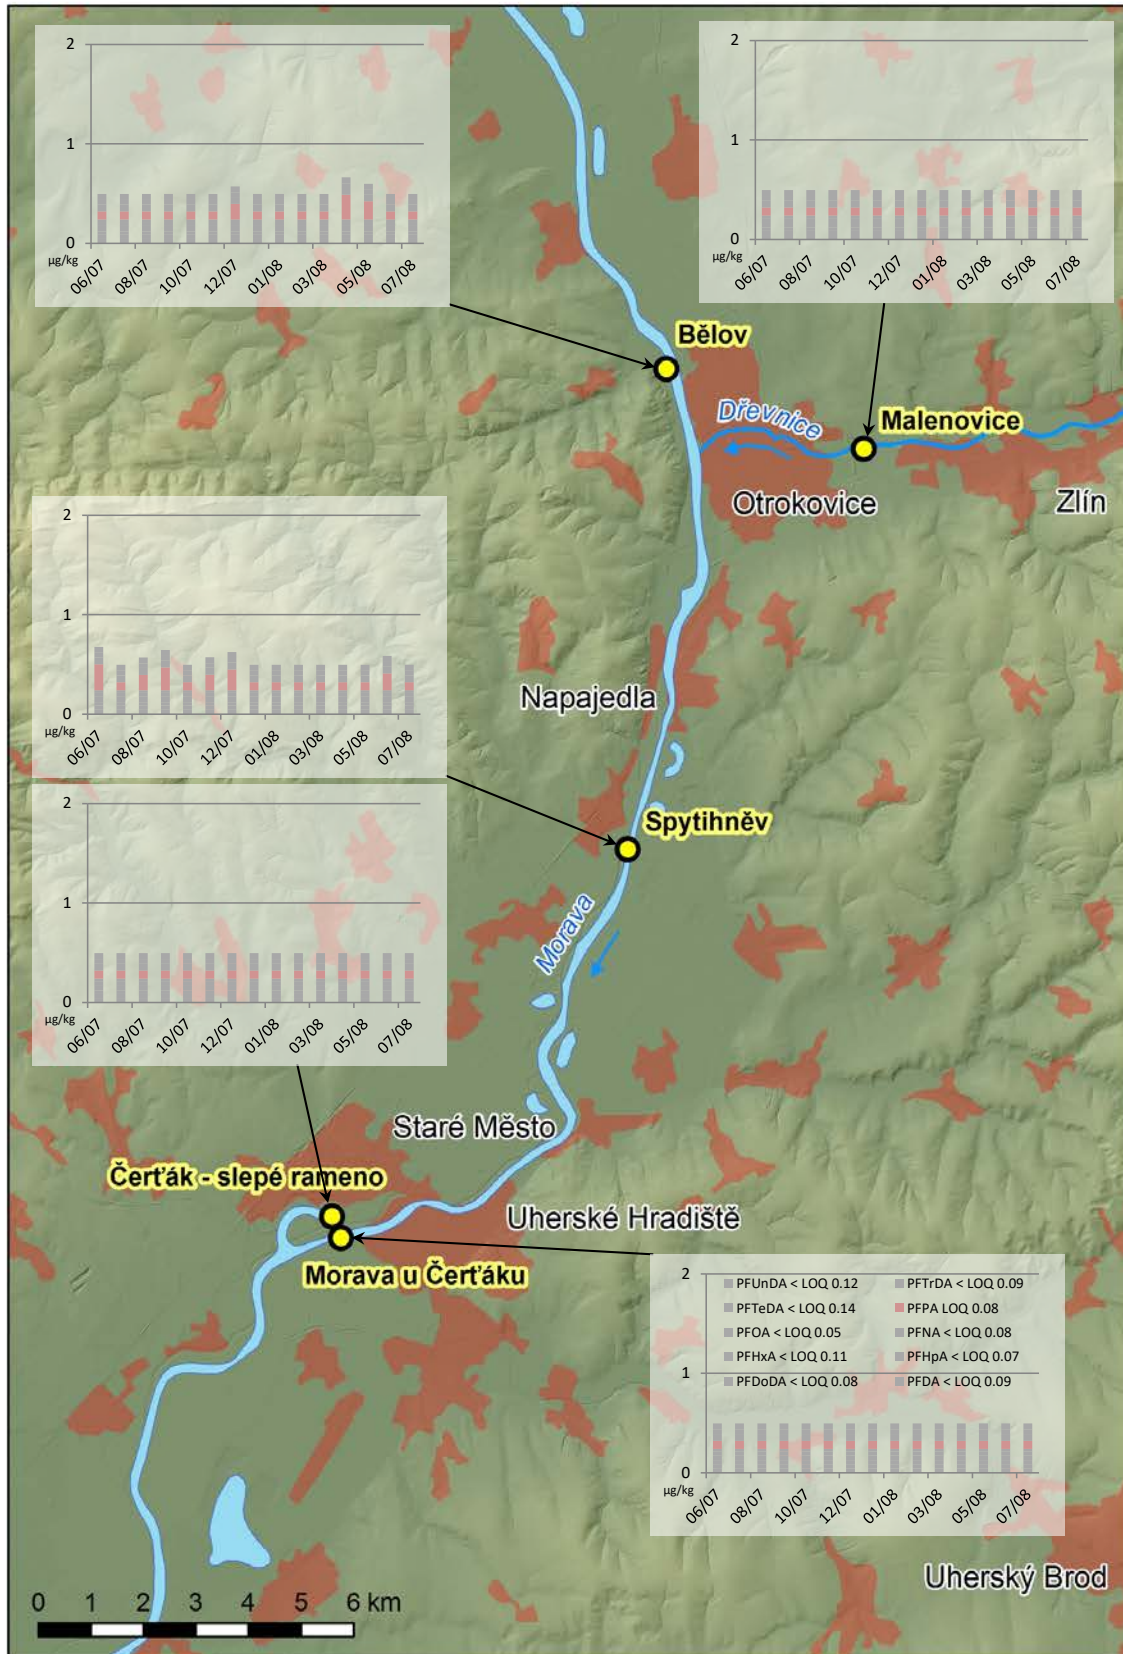 2
1
0
µg/kg
06/07
08/07
10/07
12/07
01/08
03/08
05/08
07/08
2
1
0
µg/kg
06/07
08/07
10/07
12/07
01/08
03/08
05/08
07/08
Bělov
Dřevnice
Malenovice
Otrokovice
Zlín
2
1
0
µg/kg
06/07
08/07
10/07
12/07
01/08
03/08
05/08
07/08
Napajedla
Spytihněv
2
1
0
µg/kg
06/07
08/07
10/07
12/07
01/08
03/08
05/08
07/08
Morava
Staré Město
Čerťák - slepé rameno
Uherské Hradiště
Morava u Čerťáku
2
1
0
µg/kg
PFUnDA < LOQ 0.12 PFTrDA < LOQ 0.09
PFTeDA < LOQ 0.14 PFPA LOQ 0.08
PFOA < LOQ 0.05 PFNA < LOQ 0.08
PFHxA < LOQ 0.11 PFHpA < LOQ 0.07
PFDoDA < LOQ 0.08 PFDA < LOQ 0.09
06/07
08/07
10/07
12/07
01/08
03/08
05/08
07/08
Uherský Brod
0 1 2 3 4 5 6 km